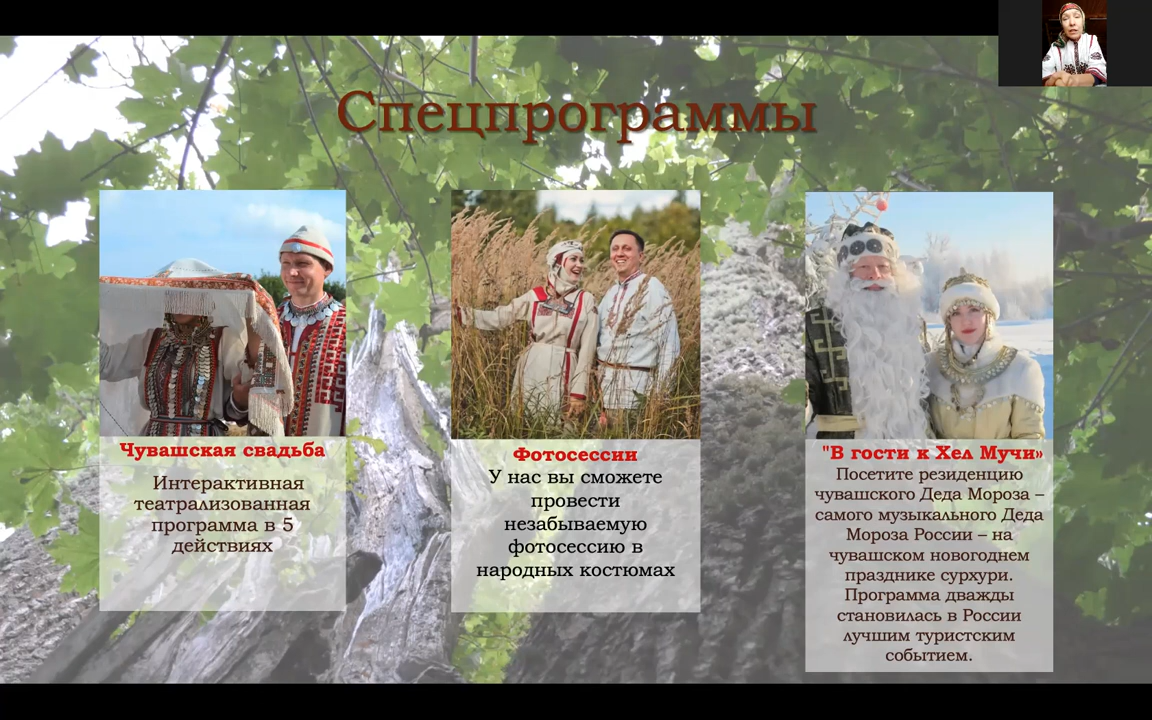 Спецпрограммы
Чувашская свадьба
Интерактивная
театрализованная
программа в 5
действиях
Фотосессии
У нас вы сможете
провести
незабываемую
фотосессию в
народных костюмах
"В гости к Хел Мучи»
Посетите резиденцию
чувашского Деда Мороза –
самого музыкального Деда
Мороза России – на
чувашском новогоднем
празднике сурхури.
Программа дважды
становилась в России
лучшим туристским
событием.